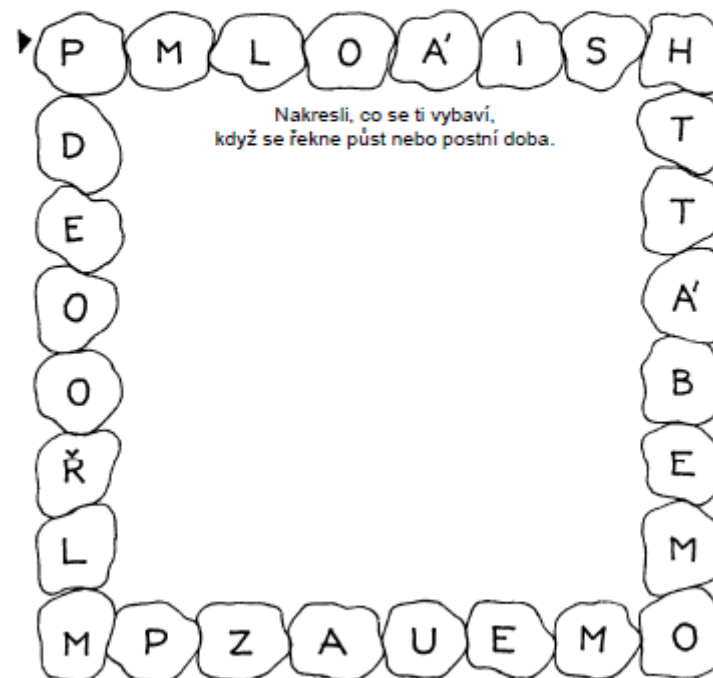 P M L O Á I S H
Nakresli, co se ti vybaví,
když se řekne půst nebo postní doba.
D T
E T
O Á
O B
Ř E
L M
M P Z A U E M O